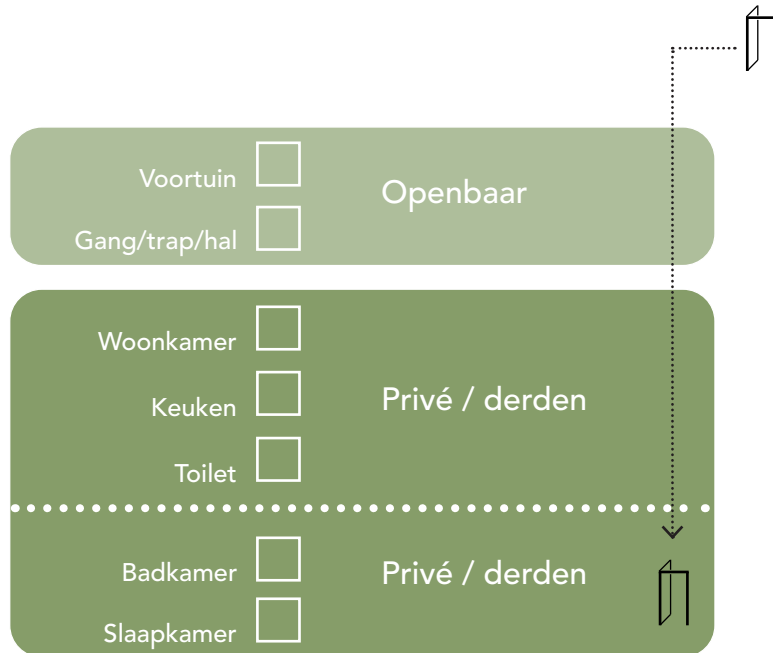 Voortuin
Openbaar
Gang/trap/hal
Woonkamer
Keuken
Privé / derden
Toilet
Badkamer
Privé / derden
Slaapkamer